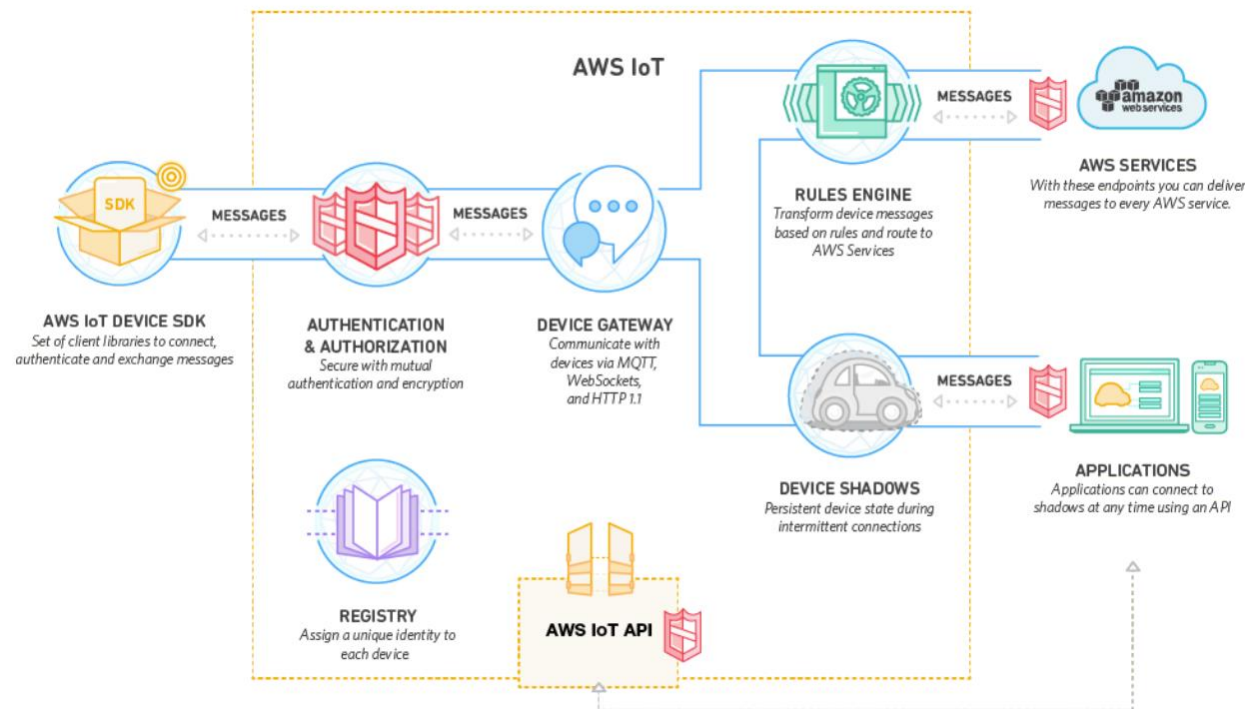 AWS IoT
SDK
MESSAGES
MESSAGES
MESSAGES
amazon
webservices
AWS SERVICES
With these endpoints you can deliver
messages to every AWS service.
RULES ENGINE
Transform device messages
based on rules and route to
AWS Services
AWS IoT DEVICE SDK
Set of client libraries to connect,
authenticate and exchange messages
AUTHENTICATION
& AUTHORIZATION
Secure with mutual
authentication and encryption
DEVICE GATEWAY
Communicate with
devices via MQTT,
WebSockets,
and HTTP 1.1
MESSAGES
DEVICE SHADOWS
Persistent device state during
intermittent connections
APPLICATIONS
Applications can connect to
shadows at any time using an API
REGISTRY
Assign a unique identity to
each device
AWS IoT API